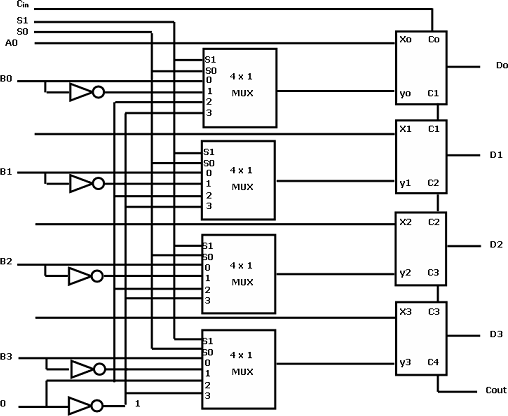 Cin
S1
S0
A0
Xo Co
Do
S1
S0
B0 0
4 x 1
MUX
1
2
3
yo C1
X1 C1
D1
S1
S0
B1 0
4 x 1
MUX
1
2
3
y1 C2
X2 C2
D2
S1
S0
B2 0
4 x 1
MUX
1
2
3
y2 C3
X3 C3
D3
S1
S0
B3 0
4 x 1
MUX
1
2
3
y3 C4
Cout
0
1